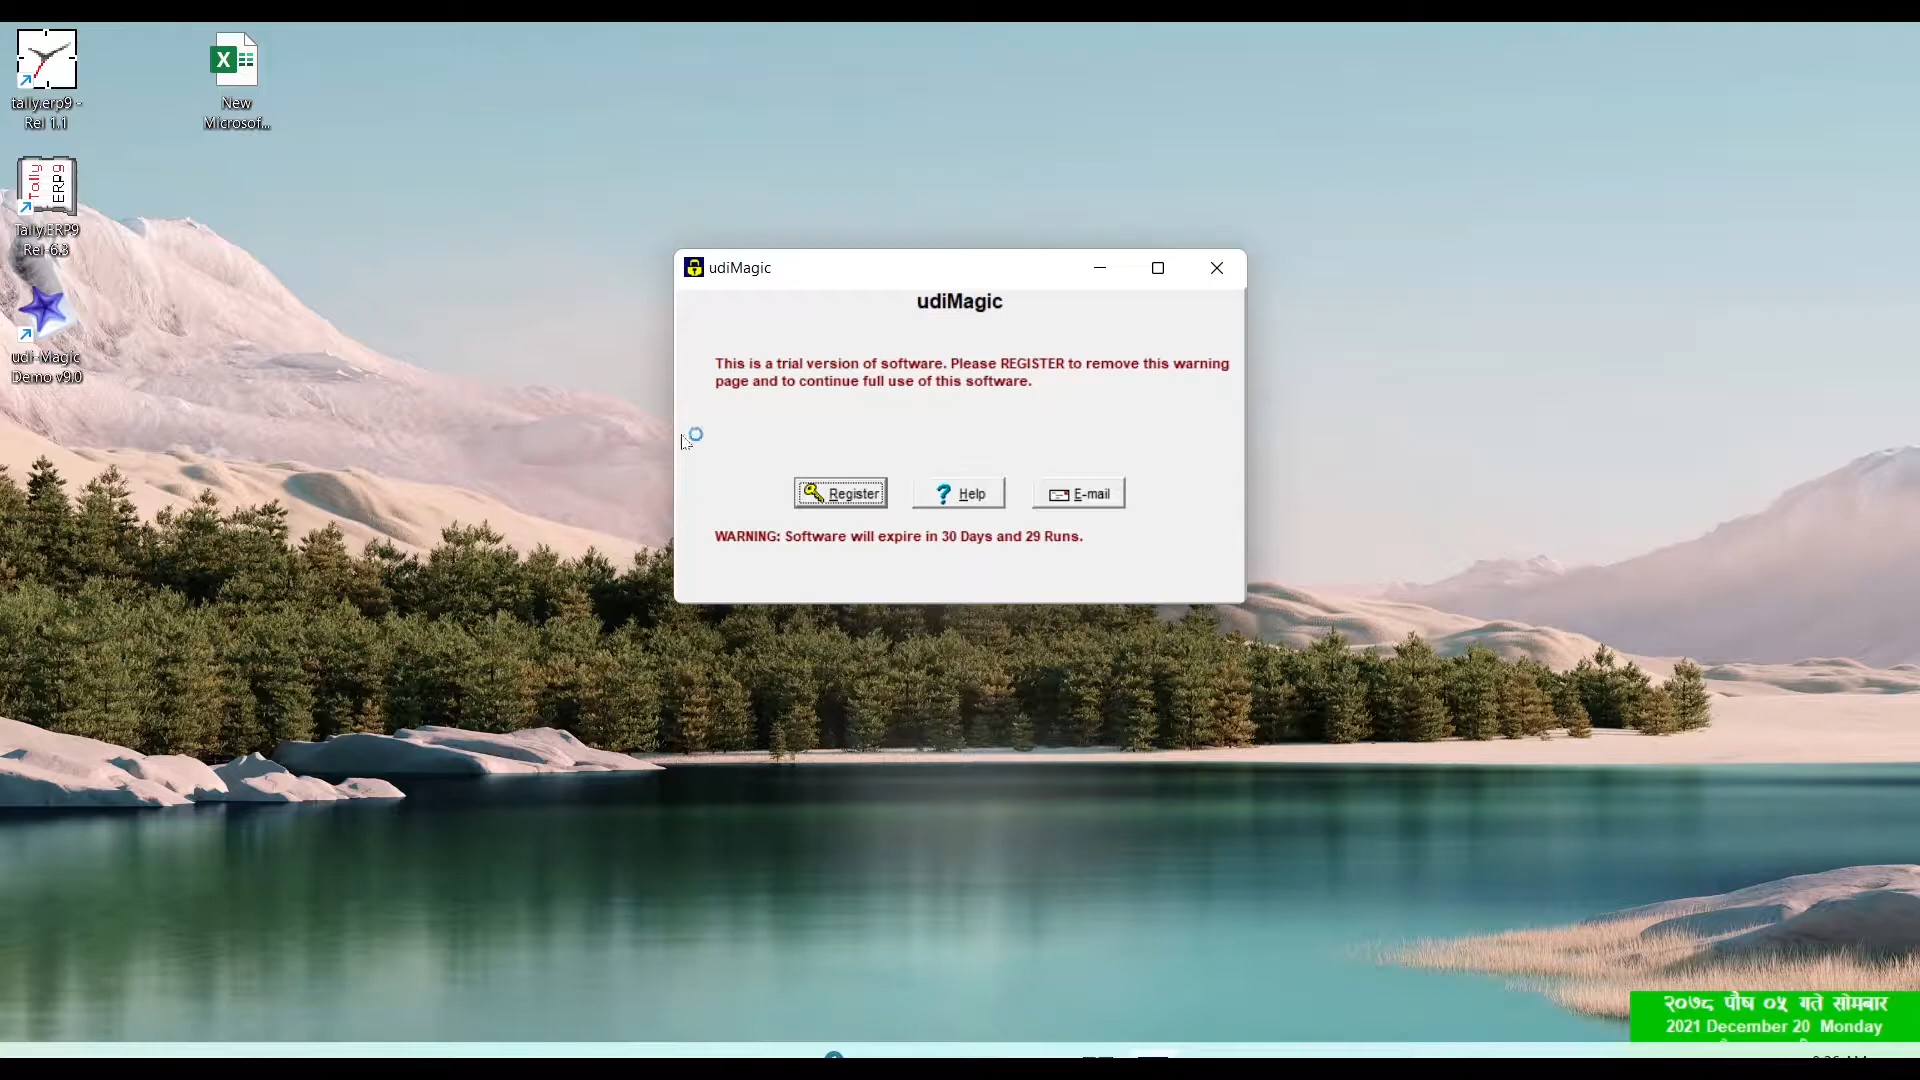 tally.erp9 -
Rel 1.1
New
Microsof...
Tally
ERP9
Tally.ERP9
Rel-6.3
udi-Magic
Demo v9.0
udiMagic
udiMagic
This is a trial version of software. Please REGISTER to remove this warning
page and to continue full use of this software.
Register
Help
E-mail
WARNING: Software will expire in 30 Days and 29 Runs.
२०७८ पौष ०५ गते सोमबार
2021 December 20 Monday